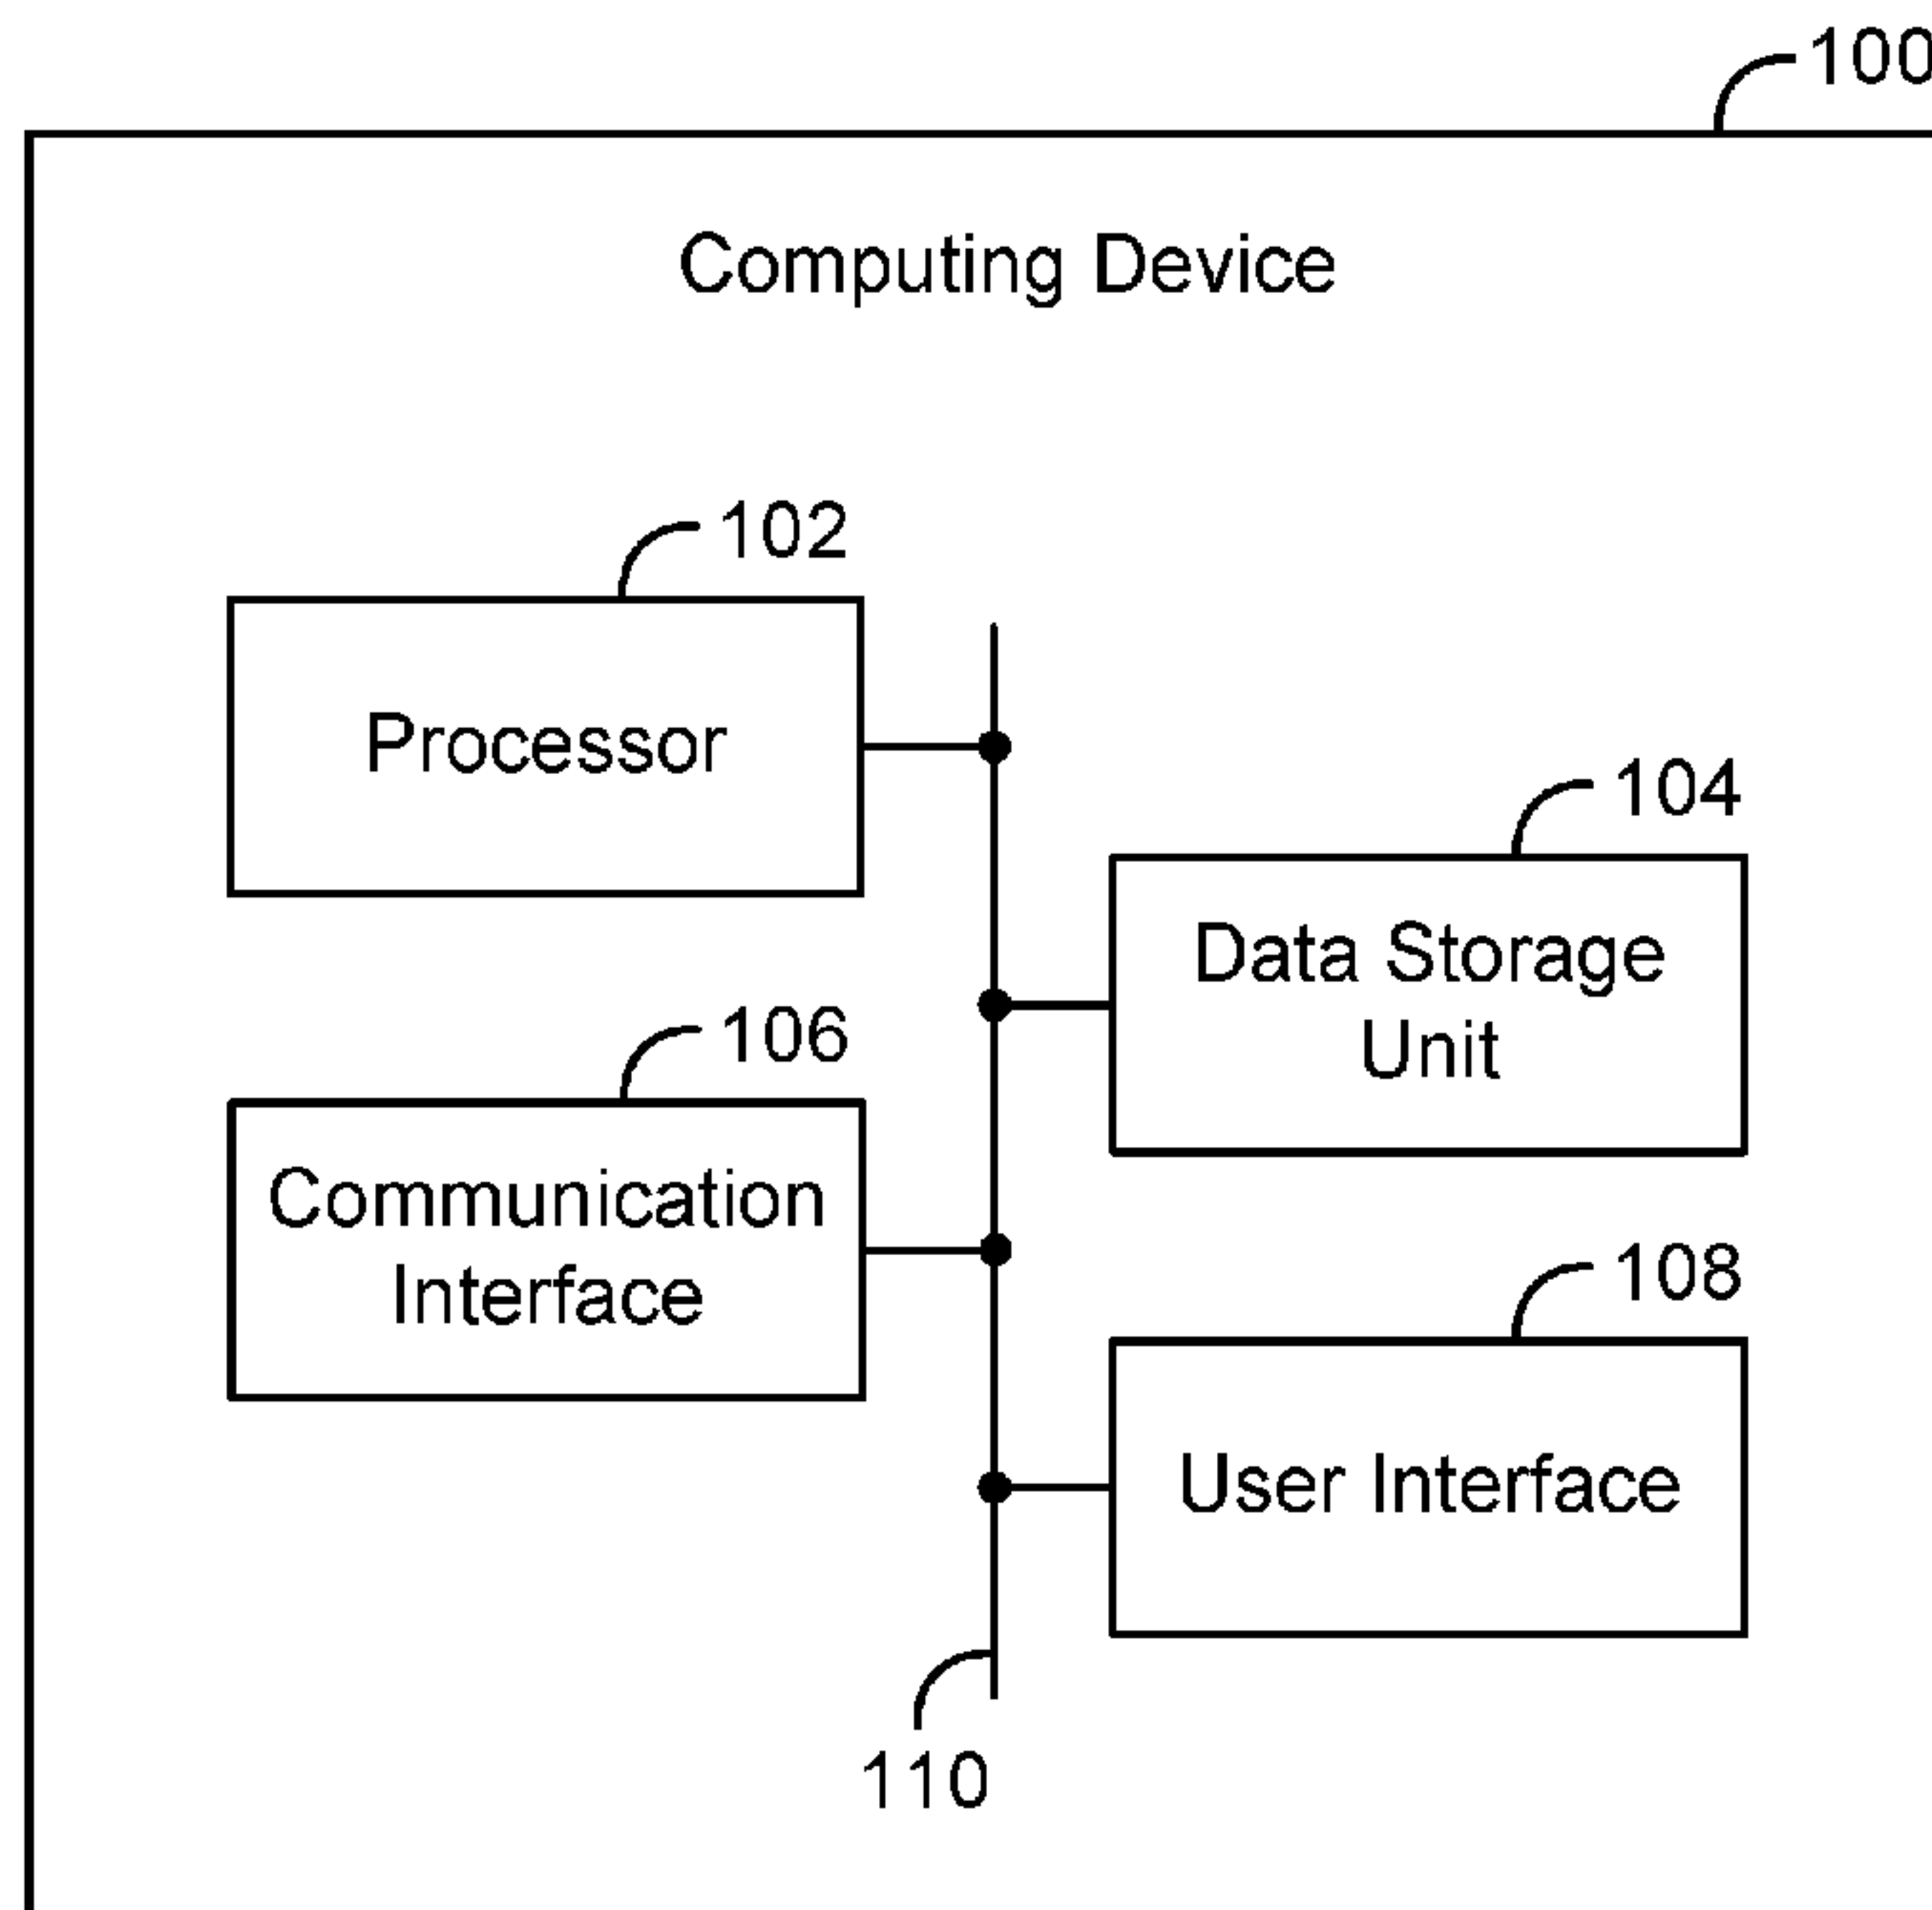 100
Computing Device
102
Processor
104
Data Storage
Unit
106
Communication
Interface
108
User Interface
110